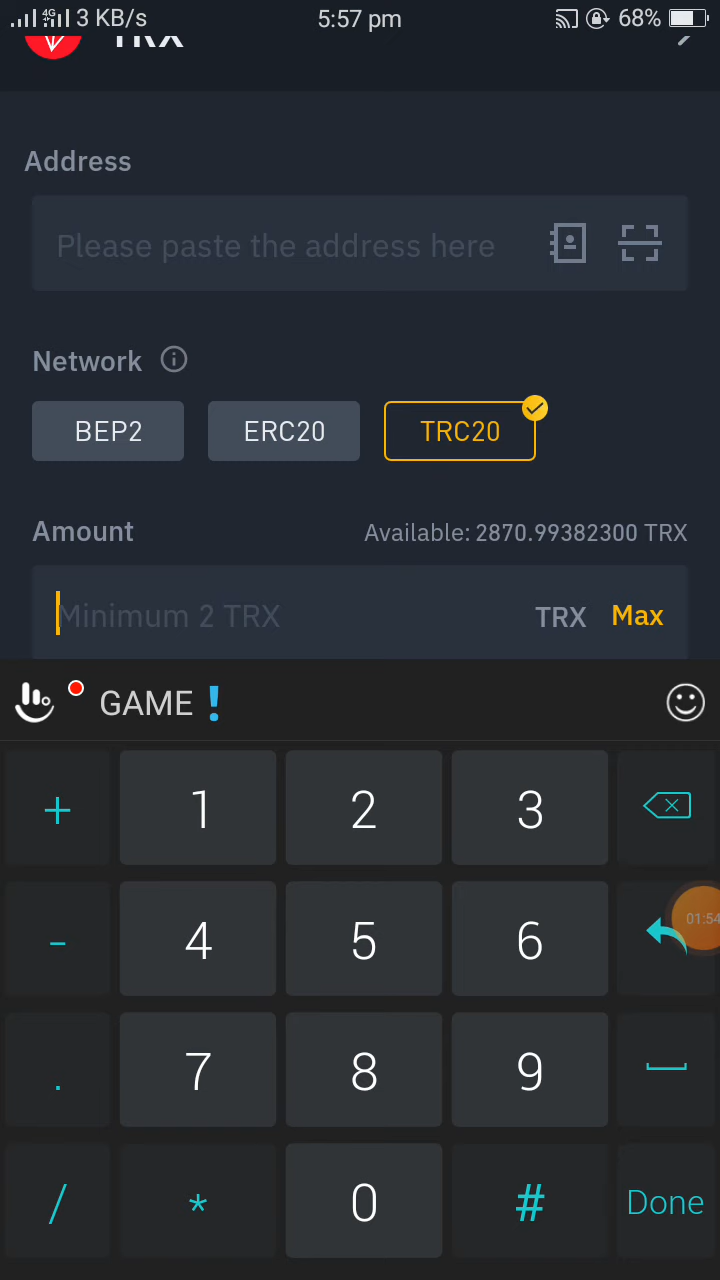 3 KB/s 5:57 pm 68%
TRX
Address
Please paste the address here
Network
BEP2 ERC20 TRC20
Amount Available: 2870.99382300 TRX
Minimum 2 TRX TRX Max
GAME❗
+ 1 2 3
- 4 5 6
01:54
. 7 8 9
/ * 0 # Done